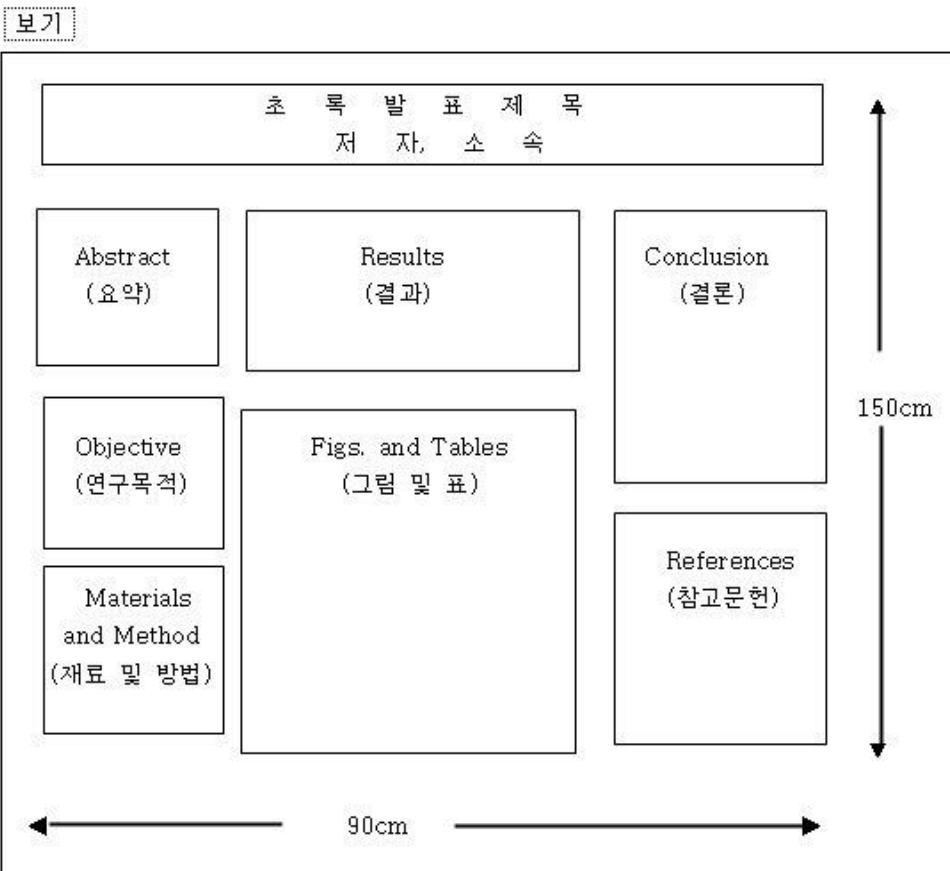 보기
초 록 발 표 제 목
저 자, 소 속
Abstract
(요약)
Objective
(연구목적)
Materials
and Method
(재료 및 방법)
Results
(결과)
Figs. and Tables
(그림 및 표)
Conclusion
(결론)
References
(참고문헌)
150cm
90cm